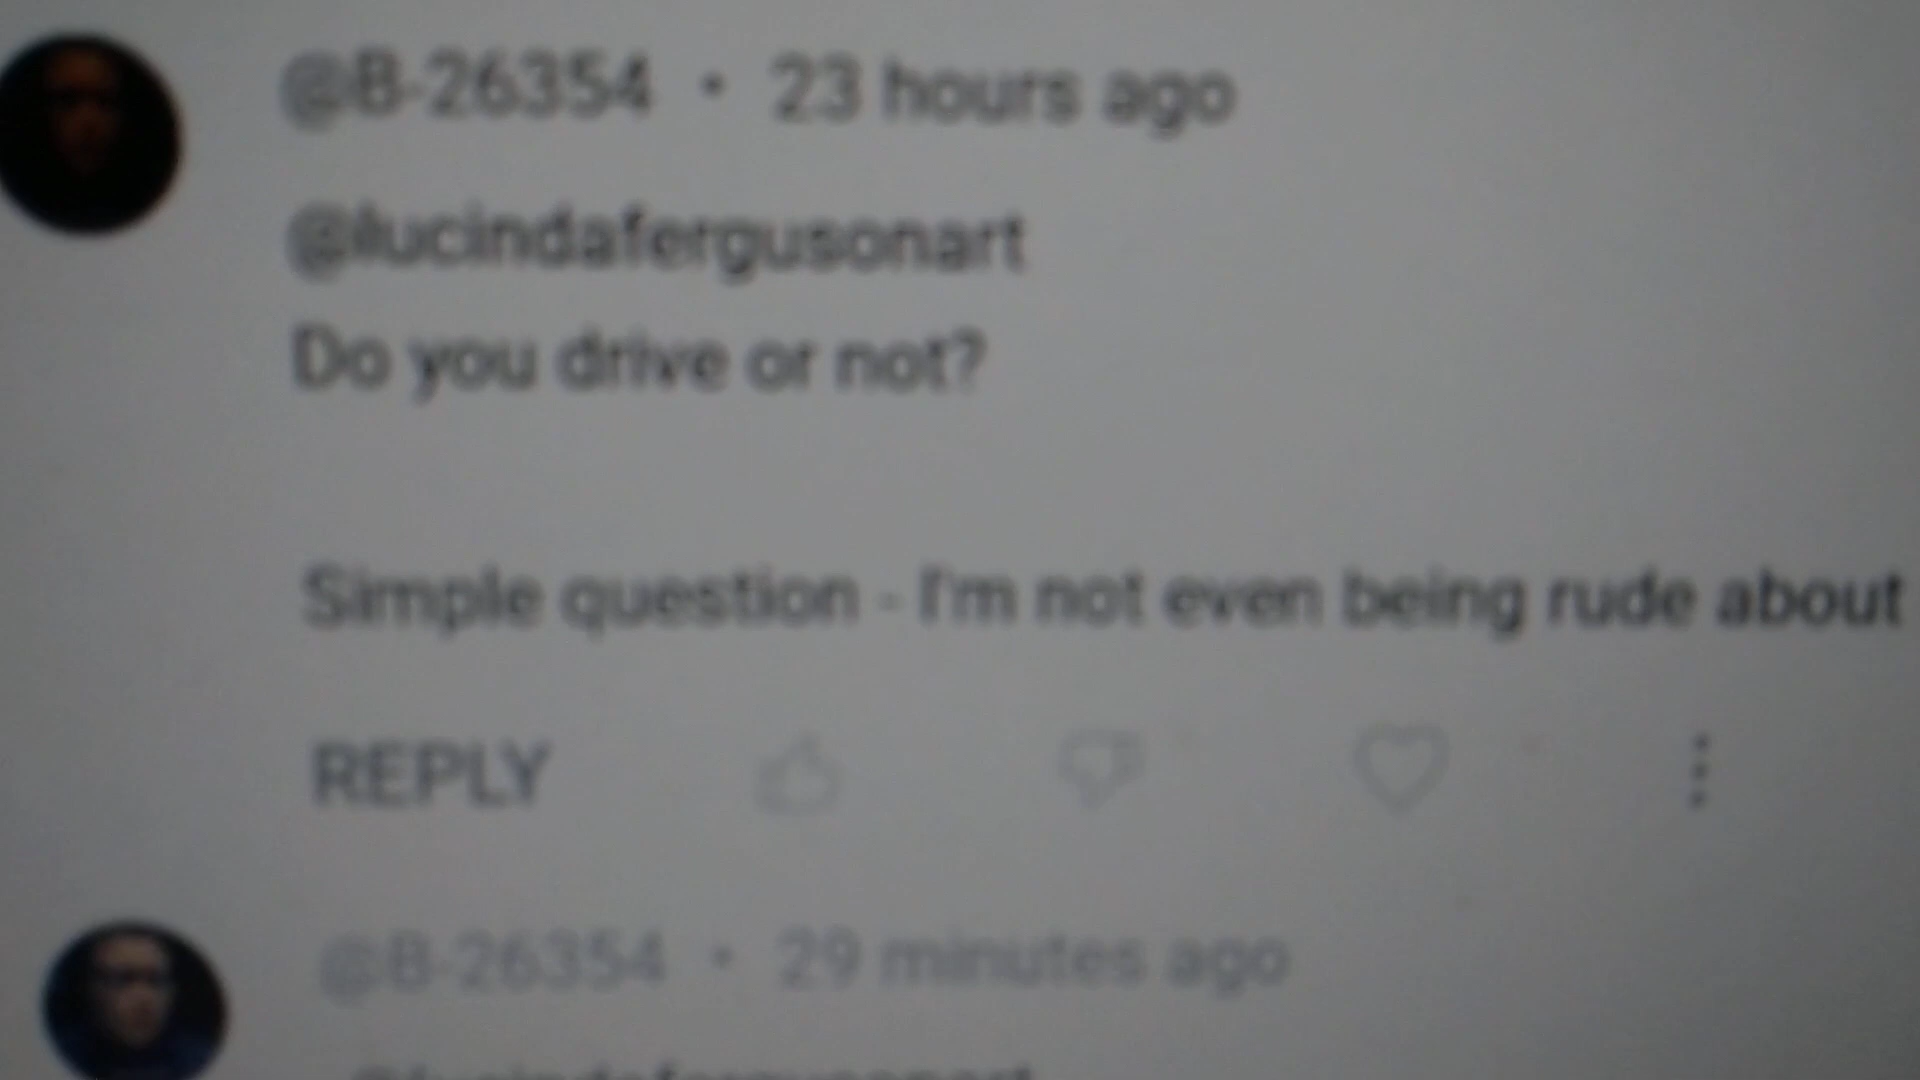 @B-26354 • 23 hours ago
@lucindafergusonart
Do you drive or not?
Simple question - I'm not even being rude about
REPLY
@B-26354 • 29 minutes ago
@lucindafergusonart